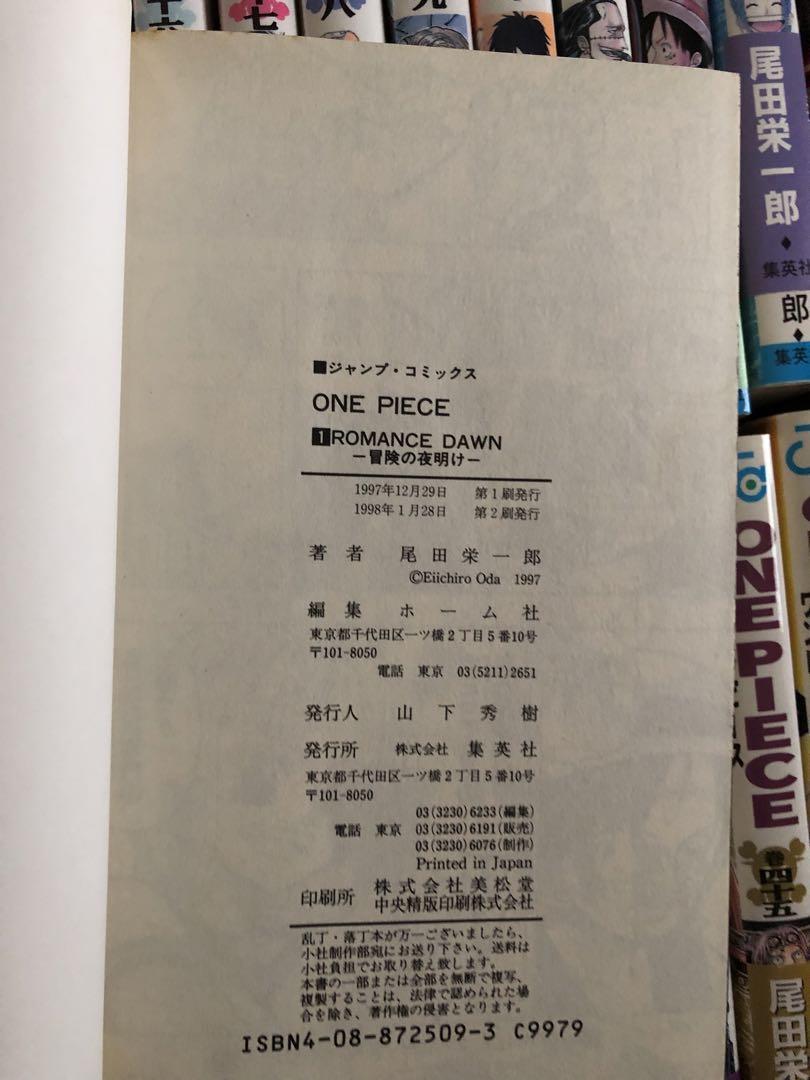 十六
十七
八
九
尾田栄一郎
集英社
郎
集英
■ジャンプ・コミックス
ONE PIECE
1 ROMANCE DAWN
—冒険の夜明け—
1997年12月29日 第1刷発行
1998年1月28日 第2刷発行
著者 尾田栄一郎
©Eiichiro Oda 1997
編集 ホーム社
東京都千代田区一ツ橋2丁目5番10号
〒101-8050
電話 東京 03(5211)2651
発行人 山下秀樹
発行所 株式会社 集英社
東京都千代田区一ツ橋2丁目5番10号
〒101-8050
03(3230)6233(編集)
電話 東京 03(3230)6191(販売)
03(3230)6076(制作)
Printed in Japan
印刷所 株式会社美松堂
中央精版印刷株式会社
乱丁・落丁本が万一ございましたら、
小社制作部宛にお送り下さい。送料は
小社負担でお取り替え致します。
本書の一部または全部を無断で複写、
複製することは、法律で認められた場
合を除き、著作権の侵害となります。
ISBN4-08-872509-3 C9979
ONE PIECE
巻四十五
尾田栄